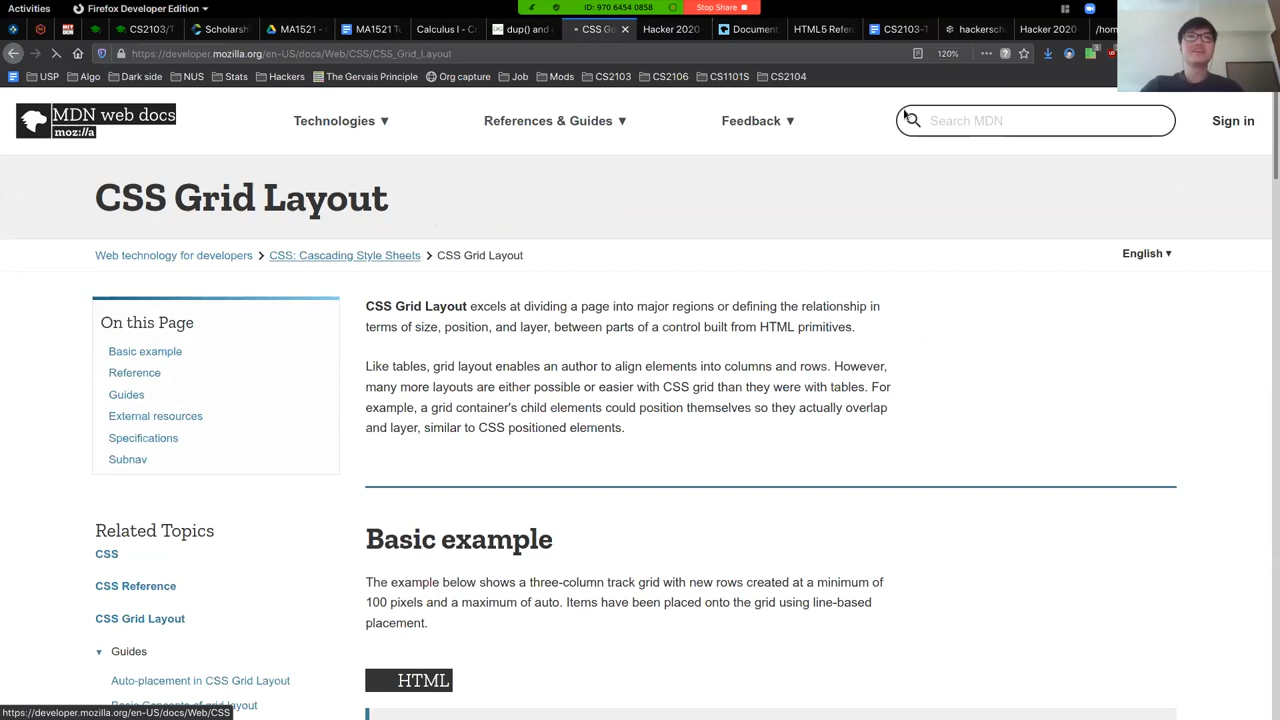 Activities
Firefox Developer Edition
ID: 970 6454 0858
Stop Share
CS2103/T
Scholarsh
MA1521 -
MA1521 Tu
Calculus I - C
dup() and
CSS Gri
Hacker 2020
Document
HTML5 Refer
CS2103-T
hackersch
Hacker 2020
/home
https://developer.mozilla.org/en-US/docs/Web/CSS/CSS_Grid_Layout
120%
USP
Algo
Dark side
NUS
Stats
Hackers
The Gervais Principle
Org capture
Job
Mods
CS2103
CS2106
CS1101S
CS2104
MDN web docs
moz://a
Technologies ▼
References & Guides ▼
Feedback ▼
Search MDN
Sign in
CSS Grid Layout
Web technology for developers
CSS: Cascading Style Sheets
CSS Grid Layout
English ▼
On this Page
Basic example
Reference
Guides
External resources
Specifications
Subnav
Related Topics
CSS
CSS Reference
CSS Grid Layout
Guides
Auto-placement in CSS Grid Layout
CSS Grid Layout excels at dividing a page into major regions or defining the relationship in
terms of size, position, and layer, between parts of a control built from HTML primitives.
Like tables, grid layout enables an author to align elements into columns and rows. However,
many more layouts are either possible or easier with CSS grid than they were with tables. For
example, a grid container's child elements could position themselves so they actually overlap
and layer, similar to CSS positioned elements.
Basic example
The example below shows a three-column track grid with new rows created at a minimum of
100 pixels and a maximum of auto. Items have been placed onto the grid using line-based
placement.
HTML
https://developer.mozilla.org/en-US/docs/Web/CSS